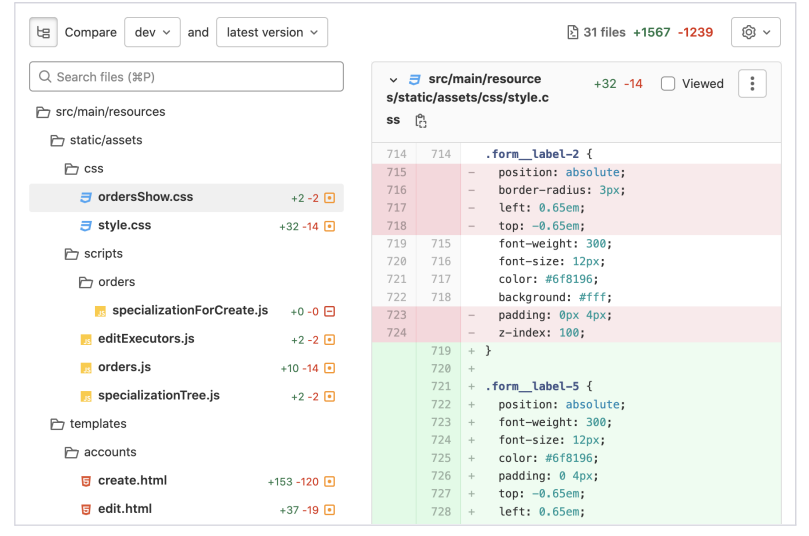 Compare dev and latest version 31 files +1567 -1239
Search files (⌘P)
src/main/resources
static/assets
css
ordersShow.css +2 -2
style.css +32 -14
scripts
orders
specializationForCreate.js +0 -0
editExecutors.js +2 -2
orders.js +10 -14
specializationTree.js +2 -2
templates
accounts
create.html +153 -120
edit.html +37 -19
src/main/resource
s/static/assets/css/style.c
ss
+32 -14 Viewed
714 714 .form__label-2 {
715 - position: absolute;
716 - border-radius: 3px;
717 - left: 0.65em;
718 - top: -0.65em;
719 715 font-weight: 300;
720 716 font-size: 12px;
721 717 color: #6f8196;
722 718 background: #fff;
723 - padding: 0px 4px;
724 - z-index: 100;
719 + }
720 +
721 + .form__label-5 {
722 + position: absolute;
723 + font-weight: 300;
724 + font-size: 12px;
725 + color: #6f8196;
726 + padding: 0 4px;
727 + top: -0.65em;
728 + left: 0.65em;